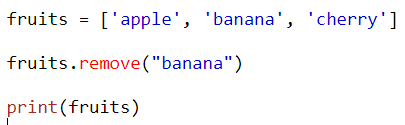 fruits = ['apple', 'banana', 'cherry']
fruits.remove("banana")
print(fruits)